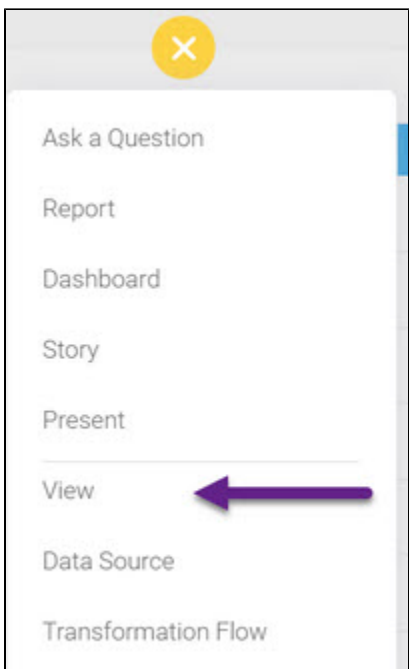 Ask a Question
Report
Dashboard
Story
Present
View
Data Source
Transformation Flow